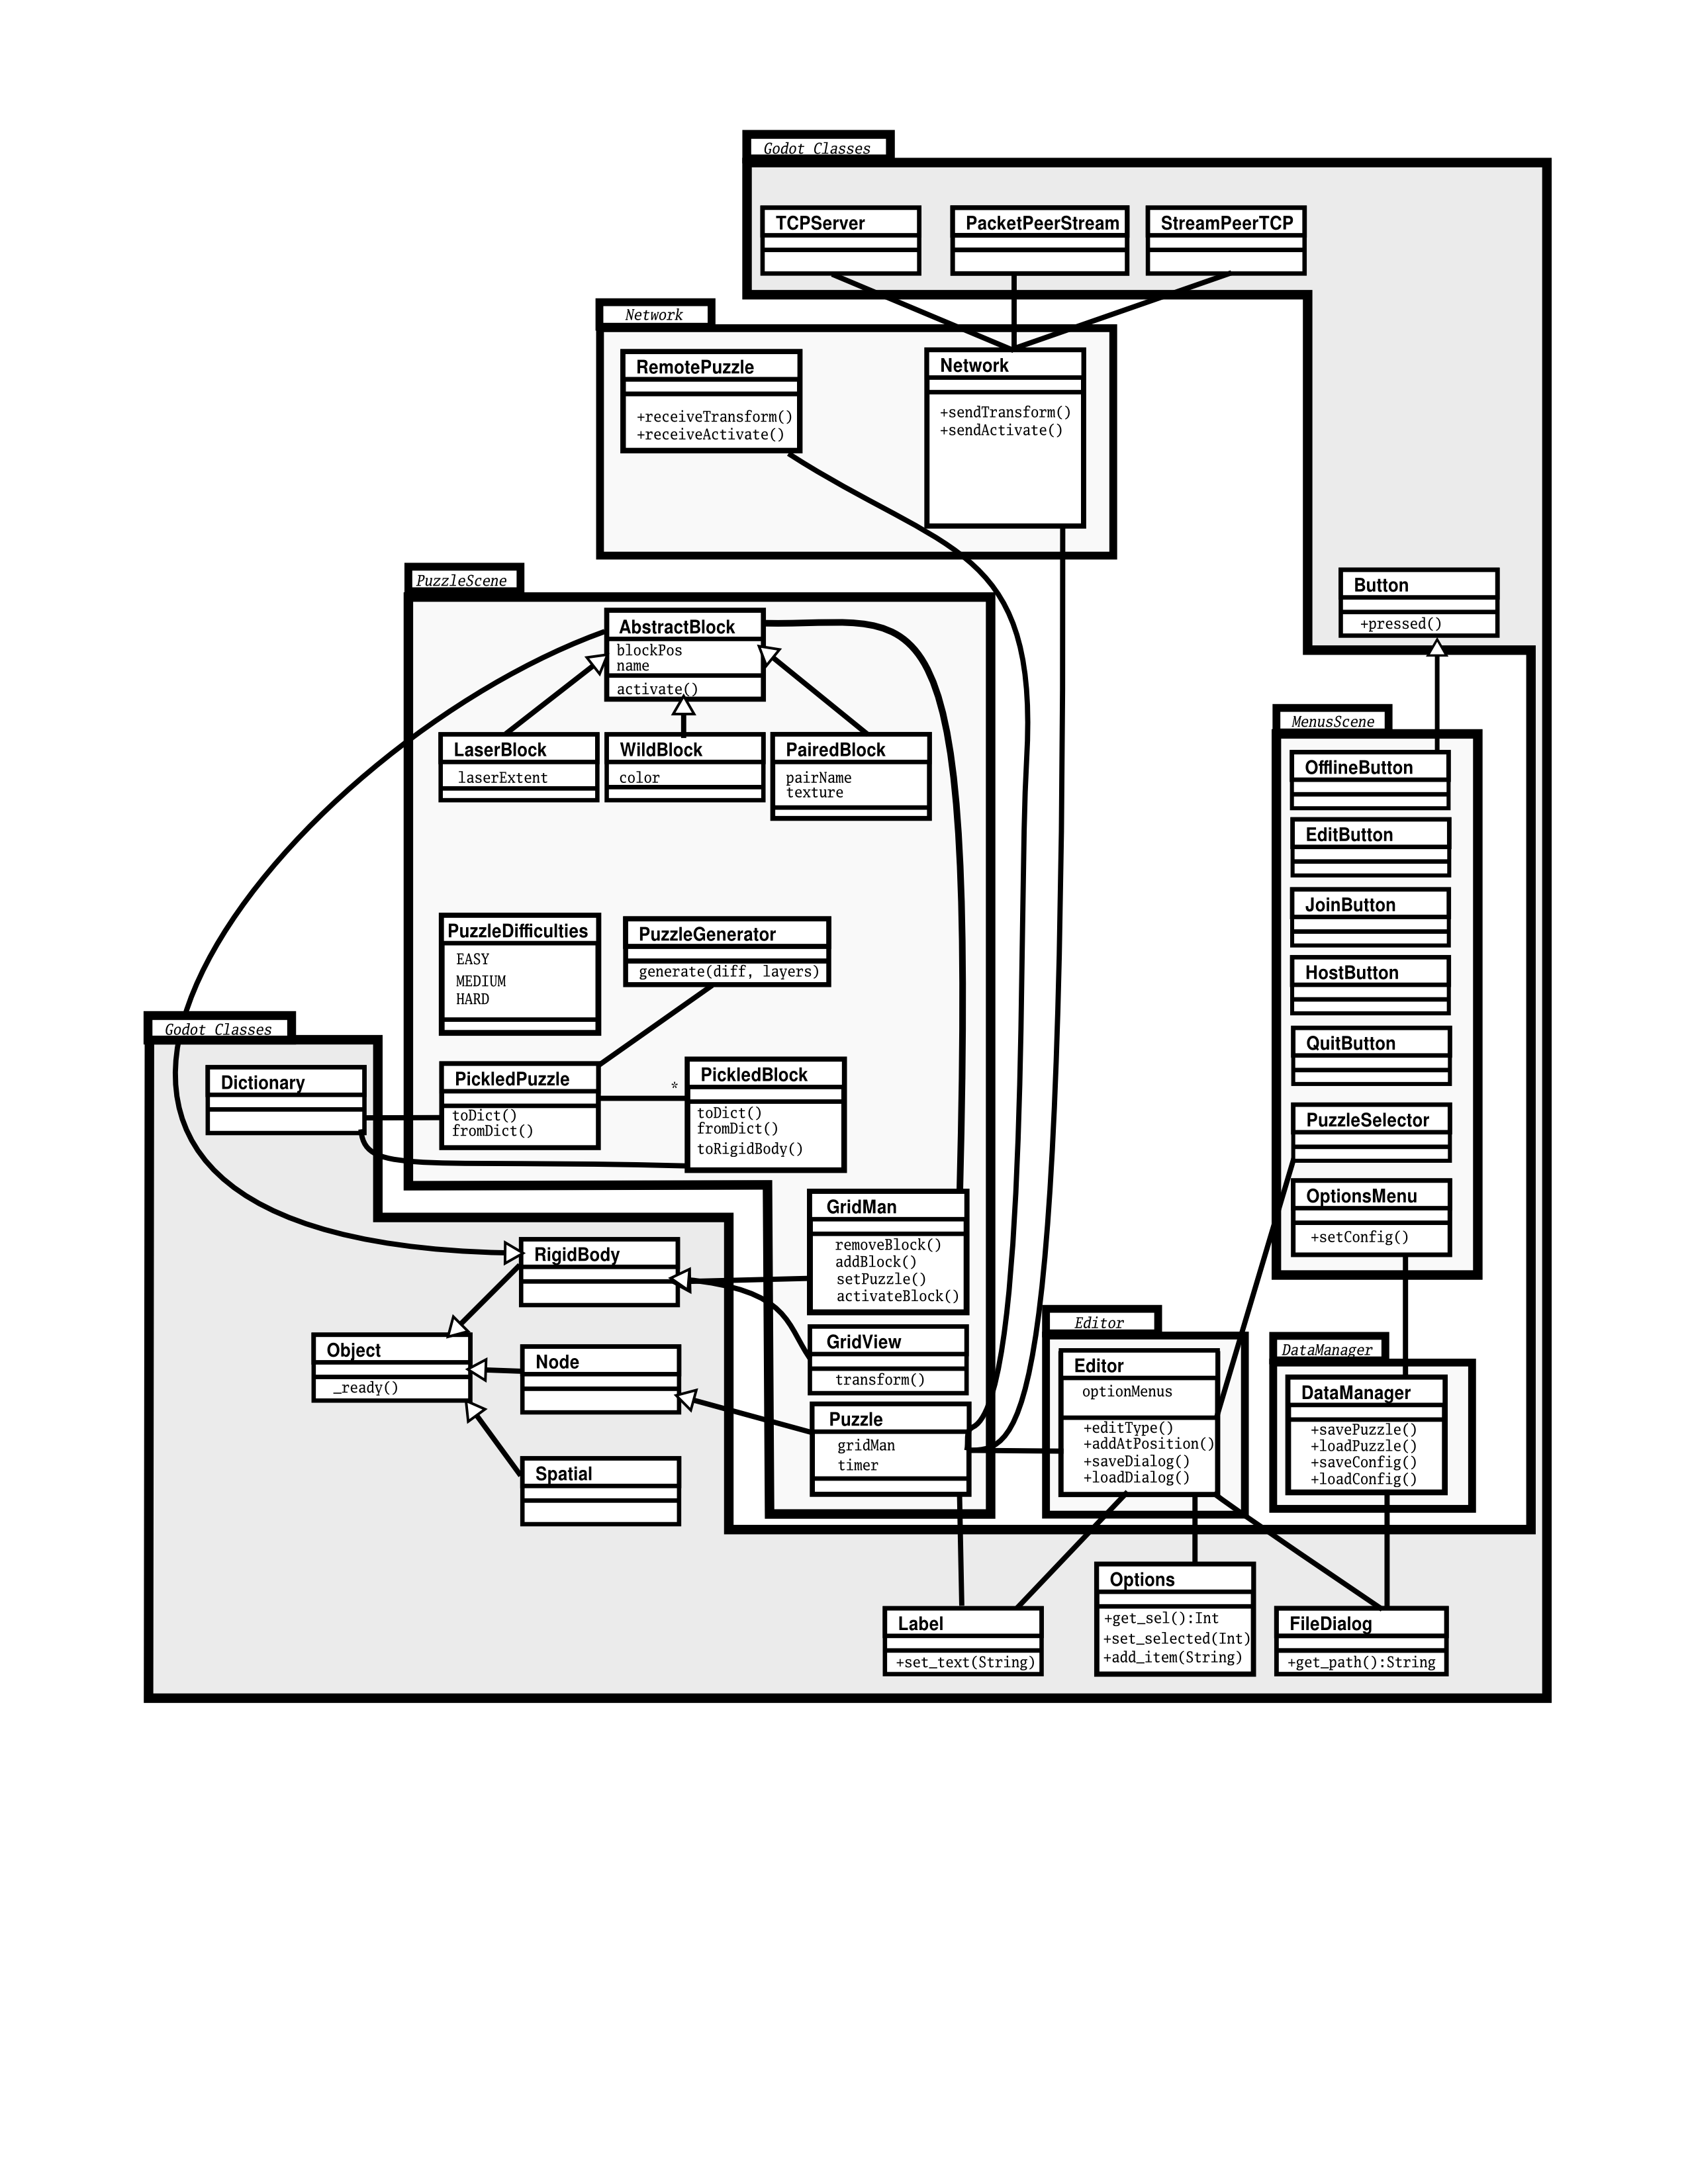 Godot Classes
TCPServer
PacketPeerStream
StreamPeerTCP
Network
RemotePuzzle
+receiveTransform()
+receiveActivate()
Network
+sendTransform()
+sendActivate()
Button
+pressed()
PuzzleScene
AbstractBlock
blockPos
name
activate()
LaserBlock
laserExtent
WildBlock
color
PairedBlock
pairName
texture
PuzzleDifficulties
EASY
MEDIUM
HARD
PuzzleGenerator
generate(diff, layers)
PickledPuzzle
toDict()
fromDict()
*
PickledBlock
toDict()
fromDict()
toRigidBody()
MenusScene
OfflineButton
EditButton
JoinButton
HostButton
QuitButton
PuzzleSelector
OptionsMenu
+setConfig()
Godot Classes
Dictionary
RigidBody
Object
_ready()
Node
Spatial
GridMan
removeBlock()
addBlock()
setPuzzle()
activateBlock()
GridView
transform()
Puzzle
gridMan
timer
Editor
Editor
optionMenus
+editType()
+addAtPosition()
+saveDialog()
+loadDialog()
DataManager
DataManager
+savePuzzle()
+loadPuzzle()
+saveConfig()
+loadConfig()
Label
+set_text(String)
Options
+get_sel():Int
+set_selected(Int)
+add_item(String)
FileDialog
+get_path():String